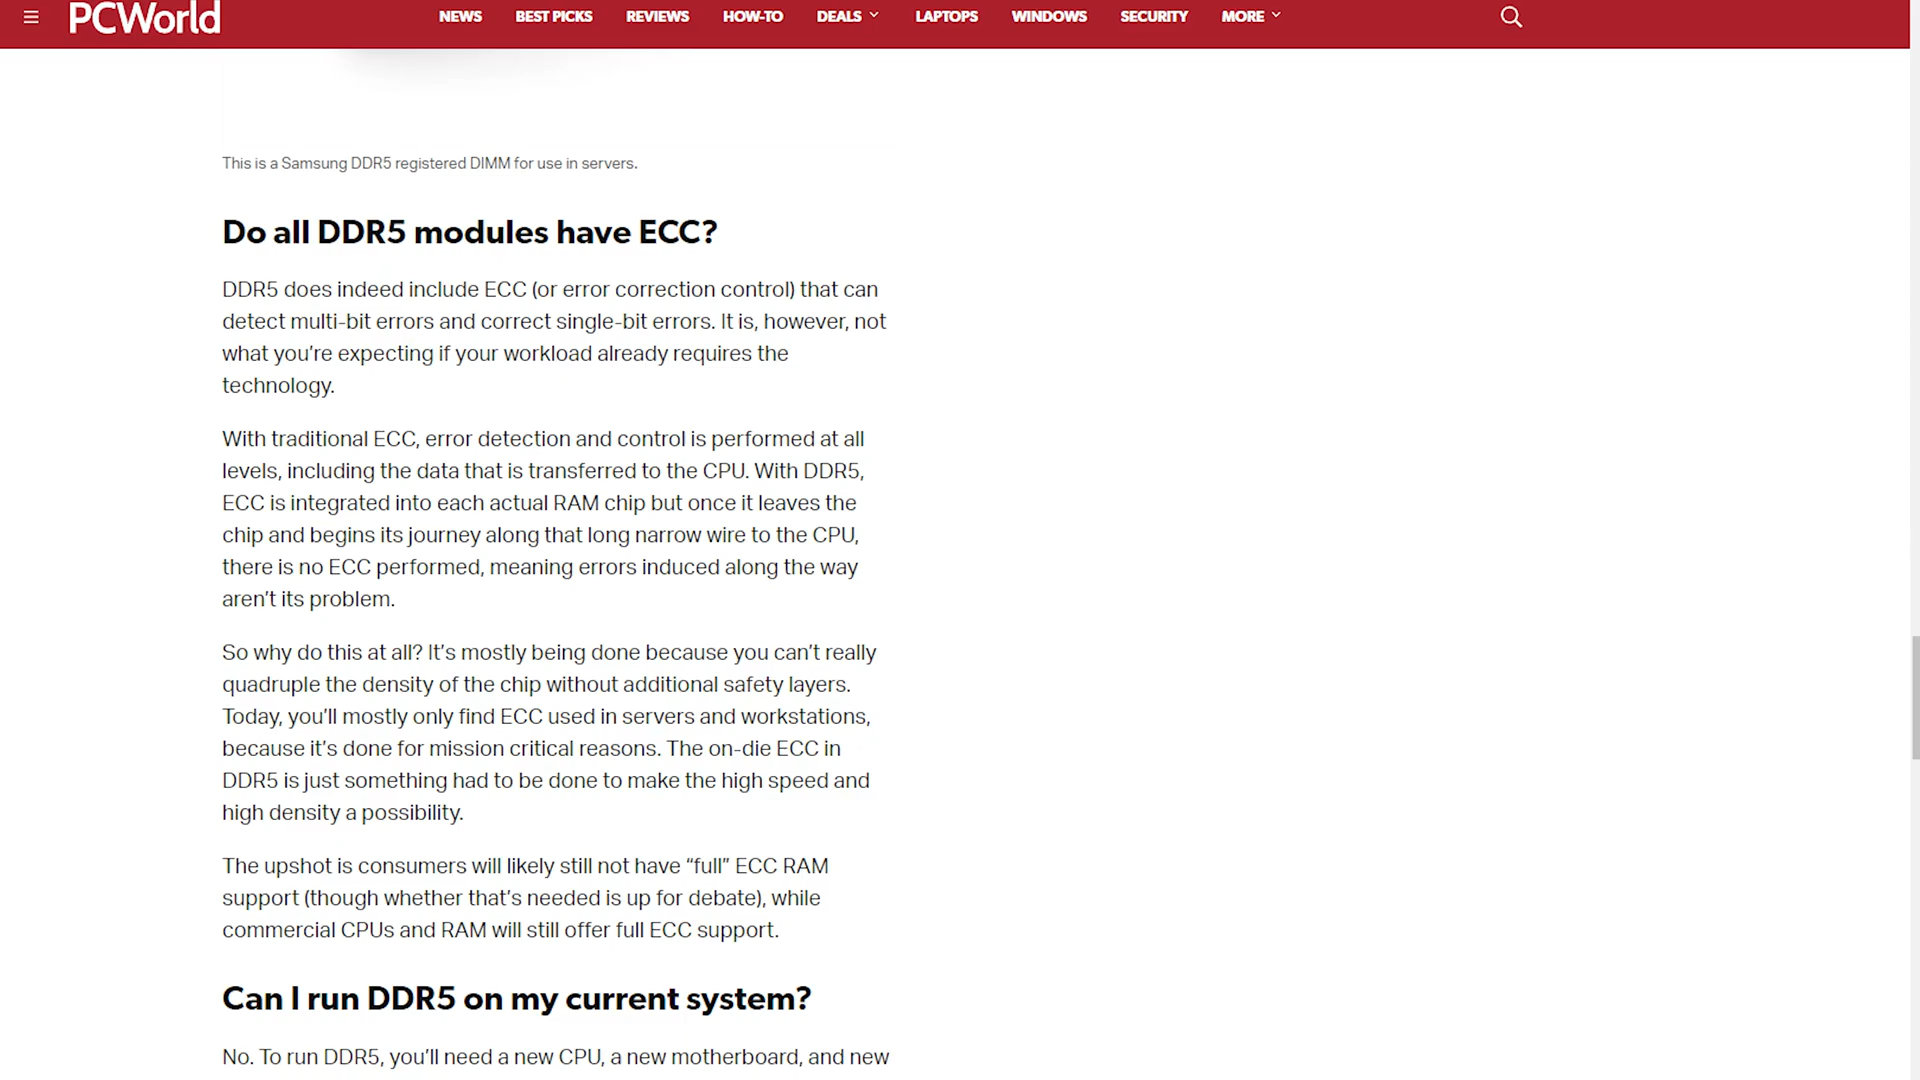 PCWorld
NEWS BEST PICKS REVIEWS HOW-TO DEALS LAPTOPS WINDOWS SECURITY MORE
This is a Samsung DDR5 registered DIMM for use in servers.
Do all DDR5 modules have ECC?
DDR5 does indeed include ECC (or error correction control) that can
detect multi-bit errors and correct single-bit errors. It is, however, not
what you’re expecting if your workload already requires the
technology.
With traditional ECC, error detection and control is performed at all
levels, including the data that is transferred to the CPU. With DDR5,
ECC is integrated into each actual RAM chip but once it leaves the
chip and begins its journey along that long narrow wire to the CPU,
there is no ECC performed, meaning errors induced along the way
aren’t its problem.
So why do this at all? It’s mostly being done because you can’t really
quadruple the density of the chip without additional safety layers.
Today, you’ll mostly only find ECC used in servers and workstations,
because it’s done for mission critical reasons. The on-die ECC in
DDR5 is just something had to be done to make the high speed and
high density a possibility.
The upshot is consumers will likely still not have “full” ECC RAM
support (though whether that’s needed is up for debate), while
commercial CPUs and RAM will still offer full ECC support.
Can I run DDR5 on my current system?
No. To run DDR5, you’ll need a new CPU, a new motherboard, and new